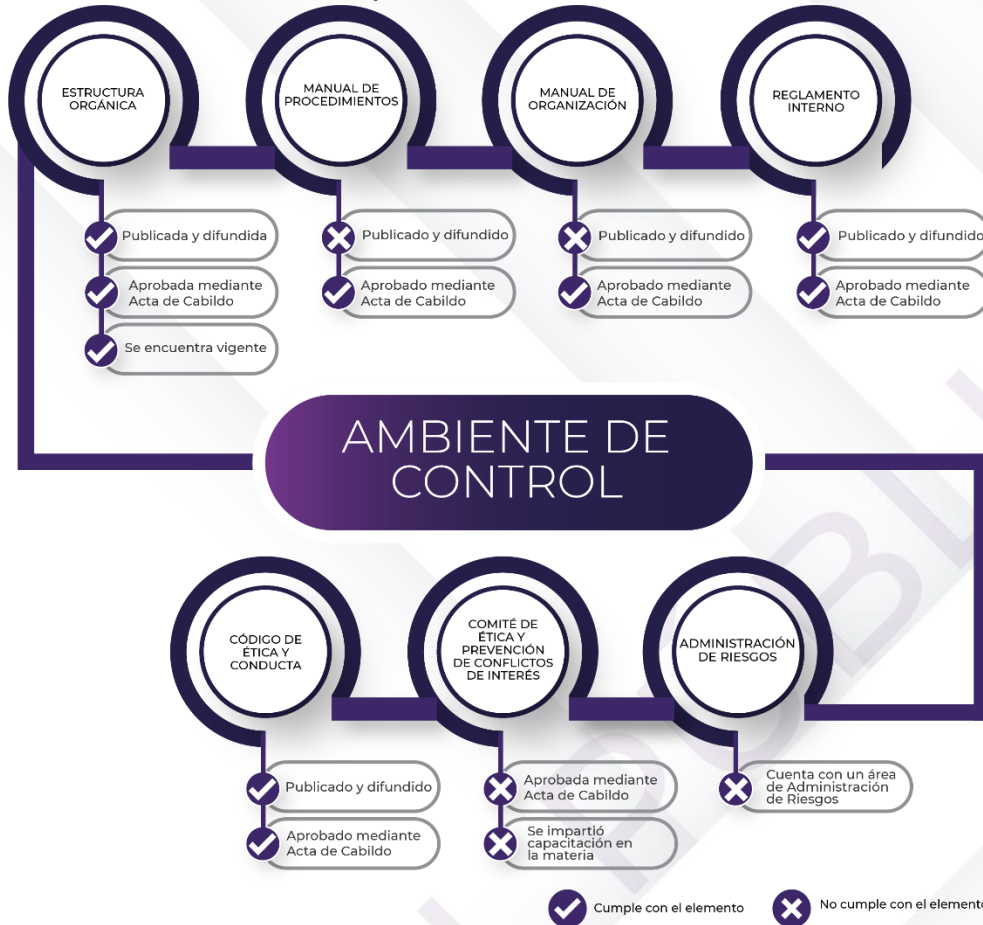 ESTRUCTURA
ORGÁNICA
MANUAL DE
PROCEDIMIENTOS
MANUAL DE
ORGANIZACIÓN
REGLAMENTO
INTERNO
Publicada y difundida
Aprobada mediante
Acta de Cabildo
Se encuentra vigente
Publicado y difundido
Aprobado mediante
Acta de Cabildo
Publicado y difundido
Aprobado mediante
Acta de Cabildo
Publicado y difundido
Aprobado mediante
Acta de Cabildo
AMBIENTE DE
CONTROL
CÓDIGO DE
ÉTICA Y
CONDUCTA
COMITÉ DE
ÉTICA Y
PREVENCIÓN
DE CONFLICTOS
DE INTERÉS
ADMINISTRACIÓN
DE RIESGOS
Publicado y difundido
Aprobado mediante
Acta de Cabildo
Aprobada mediante
Acta de Cabildo
Se impartió
capacitación en
la materia
Cuenta con un área
de Administración
de Riesgos
Cumple con el elemento
No cumple con el elemento